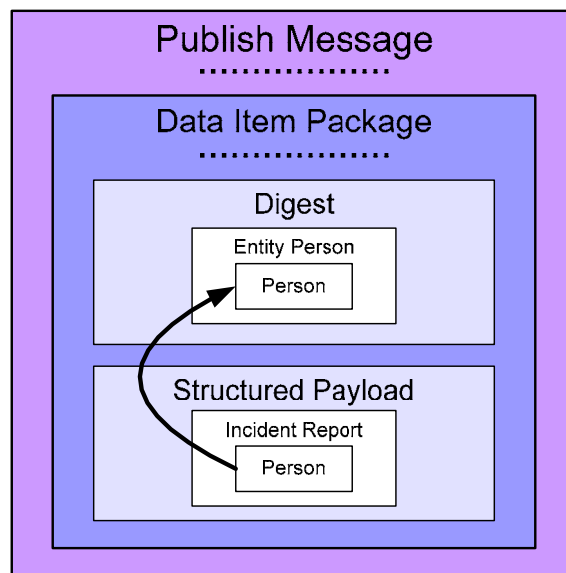 Publish Message
Data Item Package
Digest
Entity Person
Person
Structured Payload
Incident Report
Person